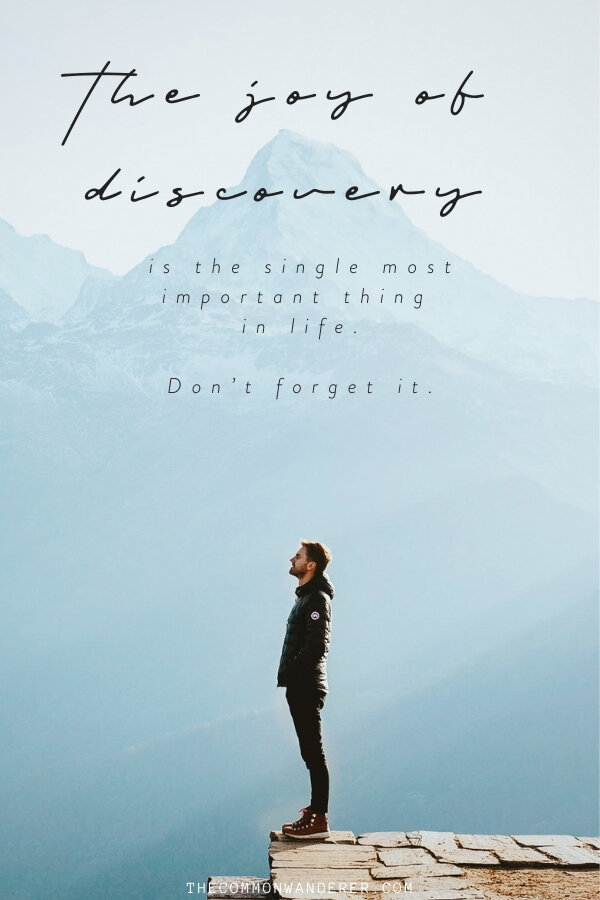 The joy of
discovery
is the single most
important thing
in life.
Don't forget it.
THECOMMONWANDERER.COM